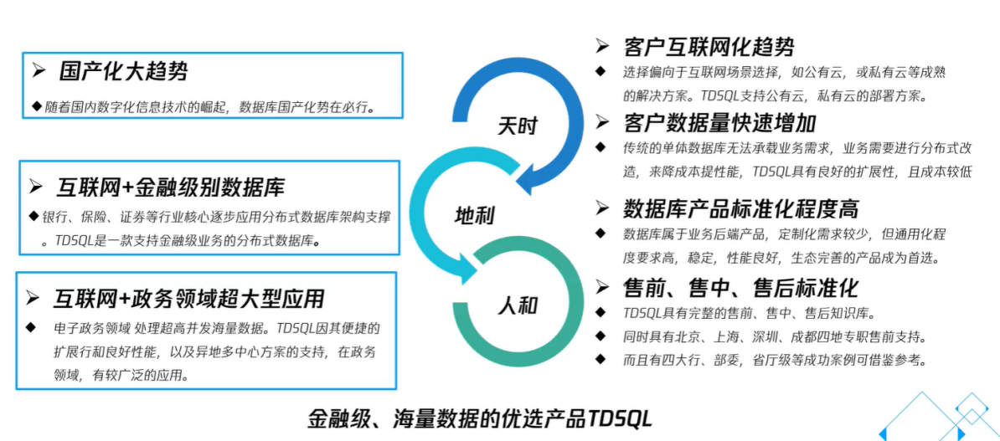 国产化大趋势
随着国内数字化信息技术的崛起，数据库国产化势在必行。
互联网+金融级别数据库
银行、保险、证券等行业核心逐步应用分布式数据库架构支撑
。TDSQL是一款支持金融级业务的分布式数据库。
互联网+政务领域超大型应用
电子政务领域 处理超高并发海量数据。TDSQL因其便捷的
扩展行和良好性能，以及异地多中心方案的支持，在政务
领域，有较广泛的应用。
天时
地利
人和
客户互联网化趋势
选择偏向于互联网场景选择，如公有云，或私有云等成熟
的解决方案。TDSQL支持公有云，私有云的部署方案。
客户数据量快速增加
传统的单体数据库无法承载业务需求，业务需要进行分布式改
造，来降成本提性能，TDSQL具有良好的扩展性，且成本较低
数据库产品标准化程度高
数据库属于业务后端产品，定制化需求较少，但通用化程
度要求高，稳定，性能良好，生态完善的产品成为首选。
售前、售中、售后标准化
TDSQL具有完整的售前、售中、售后知识库。
同时具有北京、上海、深圳、成都四地专职售前支持。
而且有四大行、部委，省厅级等成功案例可借鉴参考。
金融级、海量数据的优选产品TDSQL